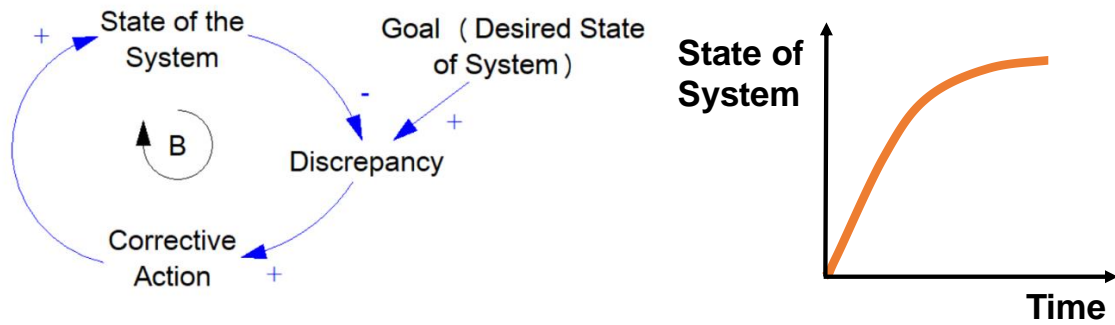 State of the
System
Goal （ Desired State
of System ）
+
-
+
B
Discrepancy
Corrective
Action
+
State of
System
Time